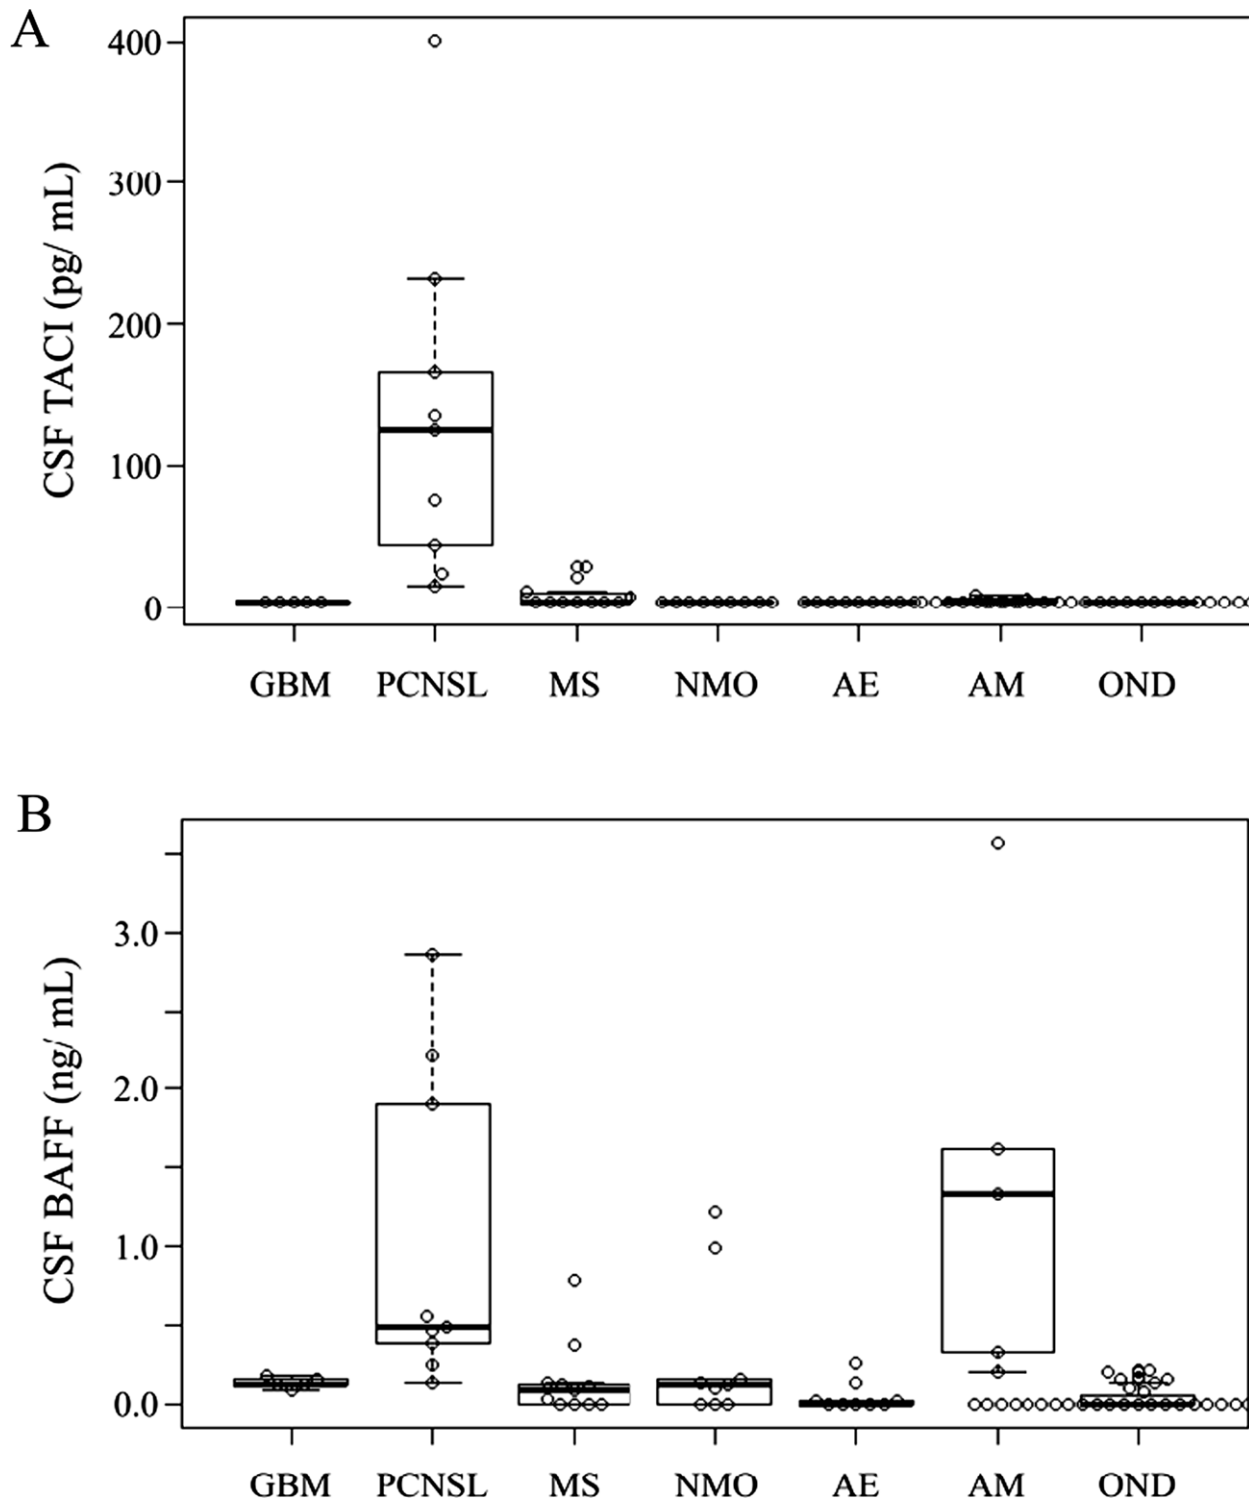 A
CSF TACI (pg/ mL)
400
300
200
100
0
GBM PCNSL MS NMO AE AM OND
B
CSF BAFF (ng/ mL)
3.0
2.0
1.0
0.0
GBM PCNSL MS NMO AE AM OND